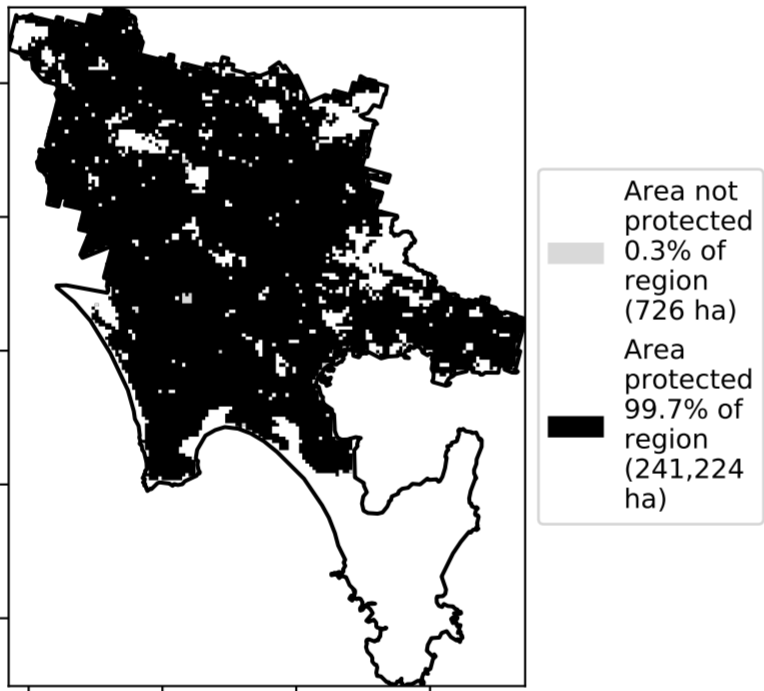 Area not
protected
0.3% of
region
(726 ha)
Area
protected
99.7% of
region
(241,224
ha)